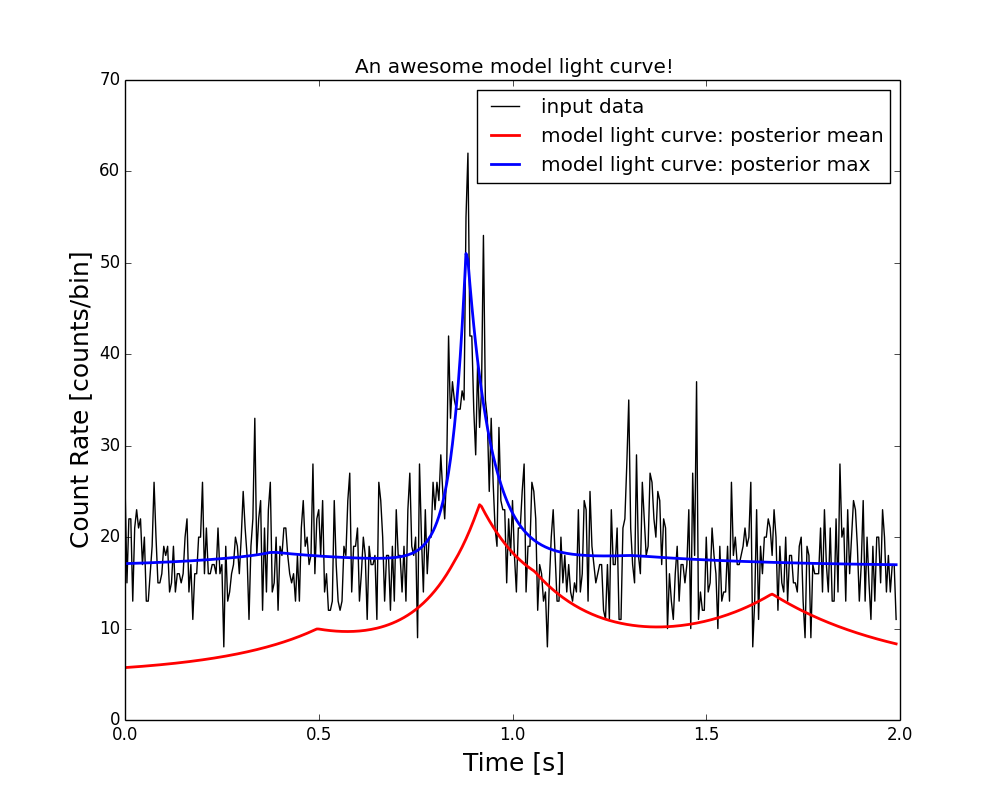 An awesome model light curve!
input data
model light curve: posterior mean
model light curve: posterior max
Count Rate [counts/bin]
70
60
50
40
30
20
10
0
0.0 0.5 1.0 1.5 2.0
Time [s]